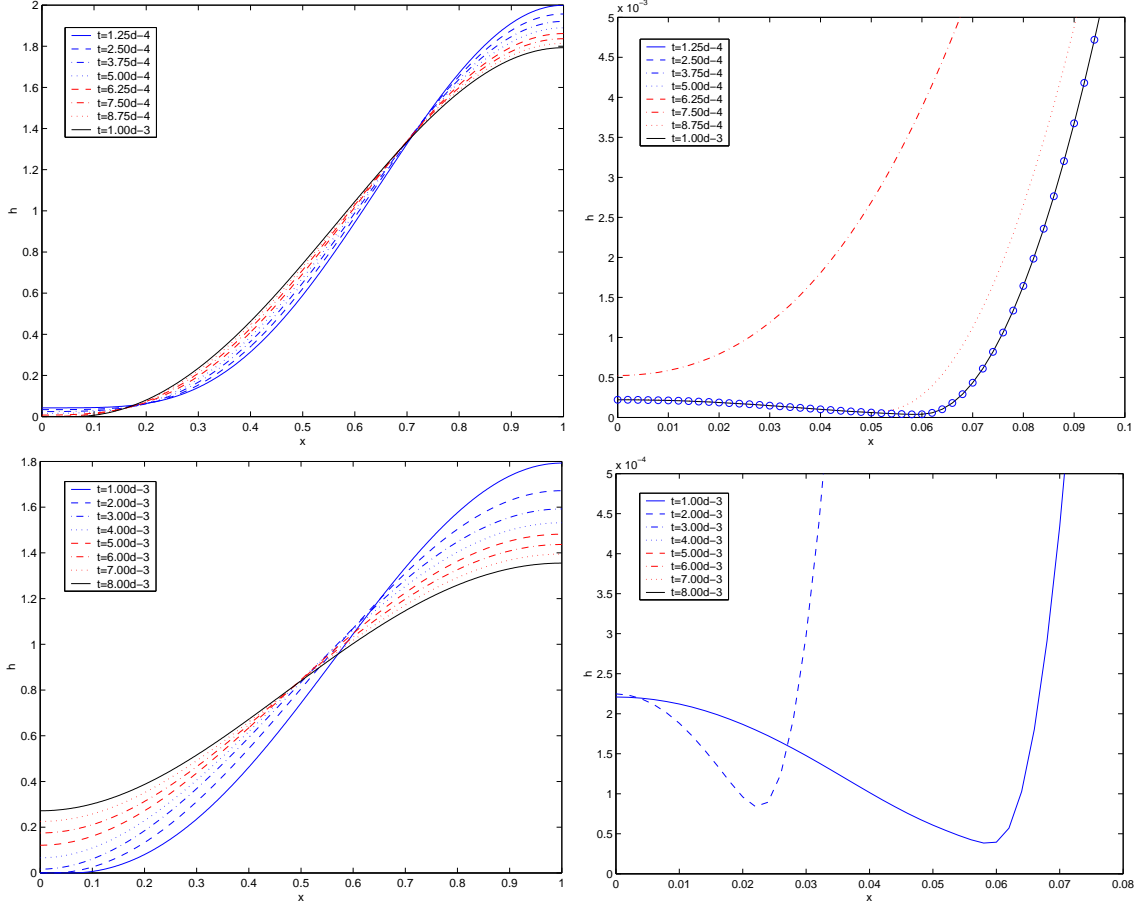 2
1.8
1.6
1.4
1.2
1
0.8
0.6
0.4
0.2
0
h
t=1.25d−4
t=2.50d−4
t=3.75d−4
t=5.00d−4
t=6.25d−4
t=7.50d−4
t=8.75d−4
t=1.00d−3
0 0.1 0.2 0.3 0.4 0.5 0.6 0.7 0.8 0.9 1
x
x 10⁻³
5
4.5
4
3.5
3
2.5
2
1.5
1
0.5
0
h
t=1.25d−4
t=2.50d−4
t=3.75d−4
t=5.00d−4
t=6.25d−4
t=7.50d−4
t=8.75d−4
t=1.00d−3
0 0.01 0.02 0.03 0.04 0.05 0.06 0.07 0.08 0.09 0.1
x
1.8
1.6
1.4
1.2
1
0.8
0.6
0.4
0.2
0
h
t=1.00d−3
t=2.00d−3
t=3.00d−3
t=4.00d−3
t=5.00d−3
t=6.00d−3
t=7.00d−3
t=8.00d−3
0 0.1 0.2 0.3 0.4 0.5 0.6 0.7 0.8 0.9 1
x
x 10⁻⁴
5
4.5
4
3.5
3
2.5
2
1.5
1
0.5
0
h
t=1.00d−3
t=2.00d−3
t=3.00d−3
t=4.00d−3
t=5.00d−3
t=6.00d−3
t=7.00d−3
t=8.00d−3
0 0.01 0.02 0.03 0.04 0.05 0.06 0.07 0.08
x